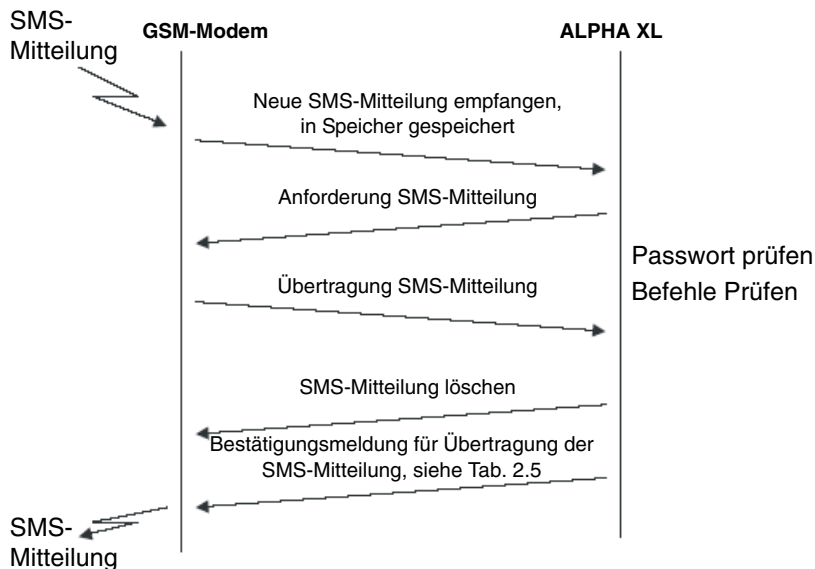 SMS-
Mitteilung
GSM-Modem
ALPHA XL
Neue SMS-Mitteilung empfangen,
in Speicher gespeichert
Anforderung SMS-Mitteilung
Passwort prüfen
Befehle Prüfen
Übertragung SMS-Mitteilung
SMS-Mitteilung löschen
Bestätigungsmeldung für Übertragung der
SMS-Mitteilung, siehe Tab. 2.5
SMS-
Mitteilung